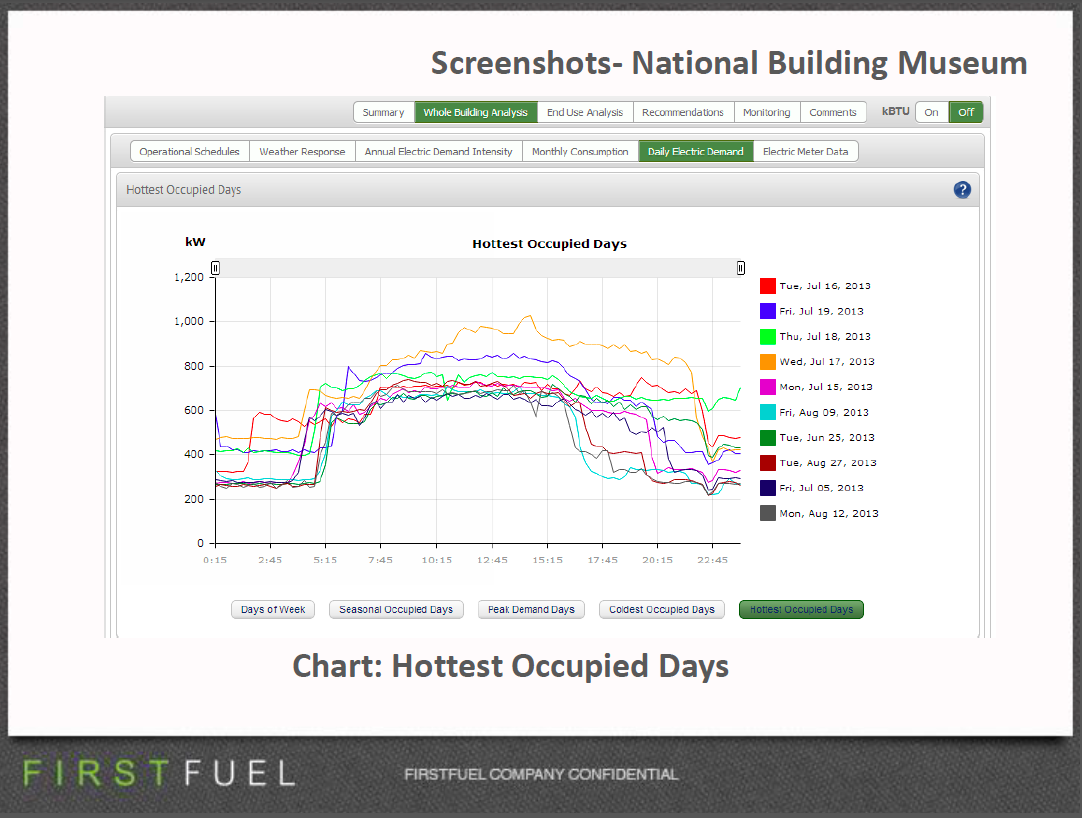 Screenshots- National Building Museum
Summary Whole Building Analysis End Use Analysis Recommendations Monitoring Comments kBTU On Off
Operational Schedules Weather Response Annual Electric Demand Intensity Monthly Consumption Daily Electric Demand Electric Meter Data
Hottest Occupied Days ?
kW
Hottest Occupied Days
1,200
1,000
800
600
400
200
0
0:15 2:45 5:15 7:45 10:15 12:45 15:15 17:45 20:15 22:45
Tue, Jul 16, 2013
Fri, Jul 19, 2013
Thu, Jul 18, 2013
Wed, Jul 17, 2013
Mon, Jul 15, 2013
Fri, Aug 09, 2013
Tue, Jun 25, 2013
Tue, Aug 27, 2013
Fri, Jul 05, 2013
Mon, Aug 12, 2013
Days of Week Seasonal Occupied Days Peak Demand Days Coldest Occupied Days Hottest Occupied Days
Chart: Hottest Occupied Days
FIRSTFUEL
FIRSTFUEL COMPANY CONFIDENTIAL